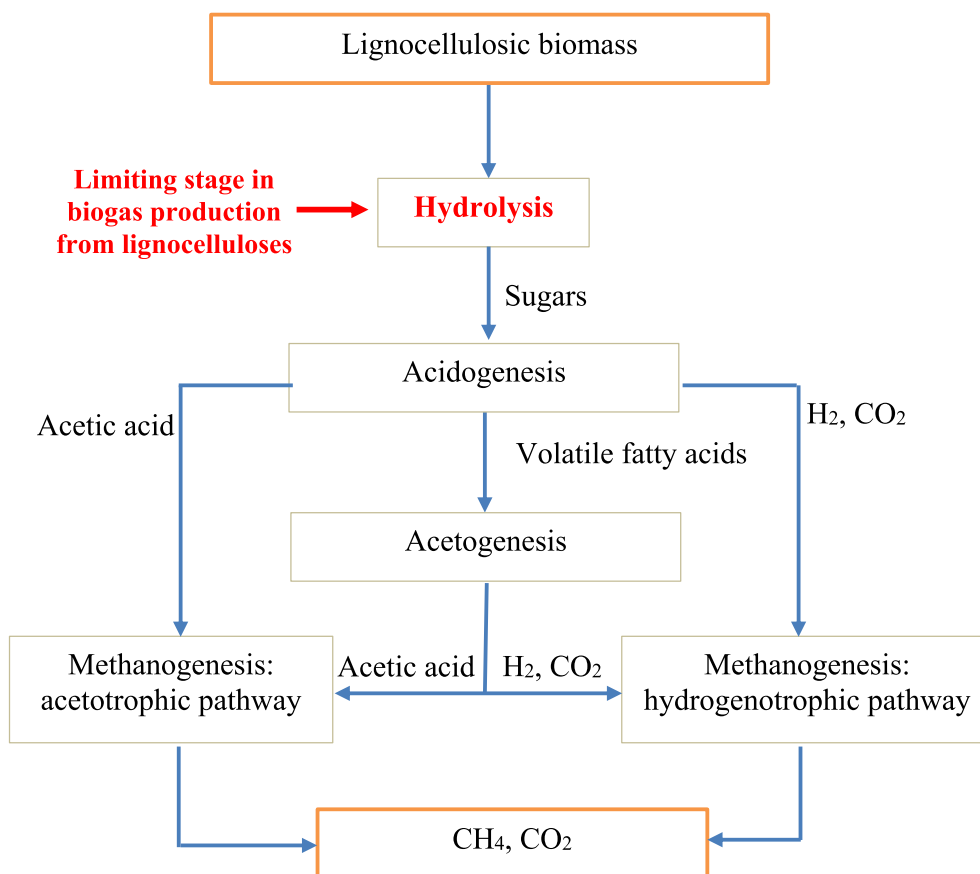 Lignocellulosic biomass
Limiting stage in
biogas production
from lignocelluloses
Hydrolysis
Sugars
Acidogenesis
Acetic acid
H₂, CO₂
Volatile fatty acids
Acetogenesis
Methanogenesis:
acetotrophic pathway
Acetic acid
H₂, CO₂
Methanogenesis:
hydrogenotrophic pathway
CH₄, CO₂